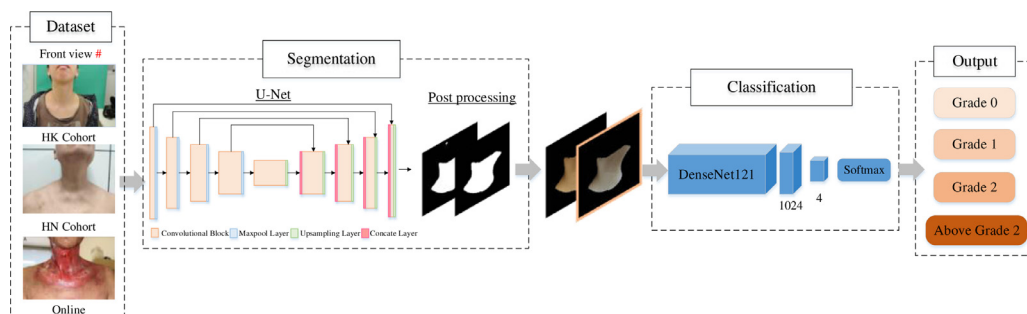 Dataset
Front view #
HK Cohort
HN Cohort
Online
Segmentation
U-Net
Post processing
Convolutional Block
Maxpool Layer
Upsampling Layer
Concate Layer
Classification
DenseNet121
1024
4
Softmax
Output
Grade 0
Grade 1
Grade 2
Above Grade 2